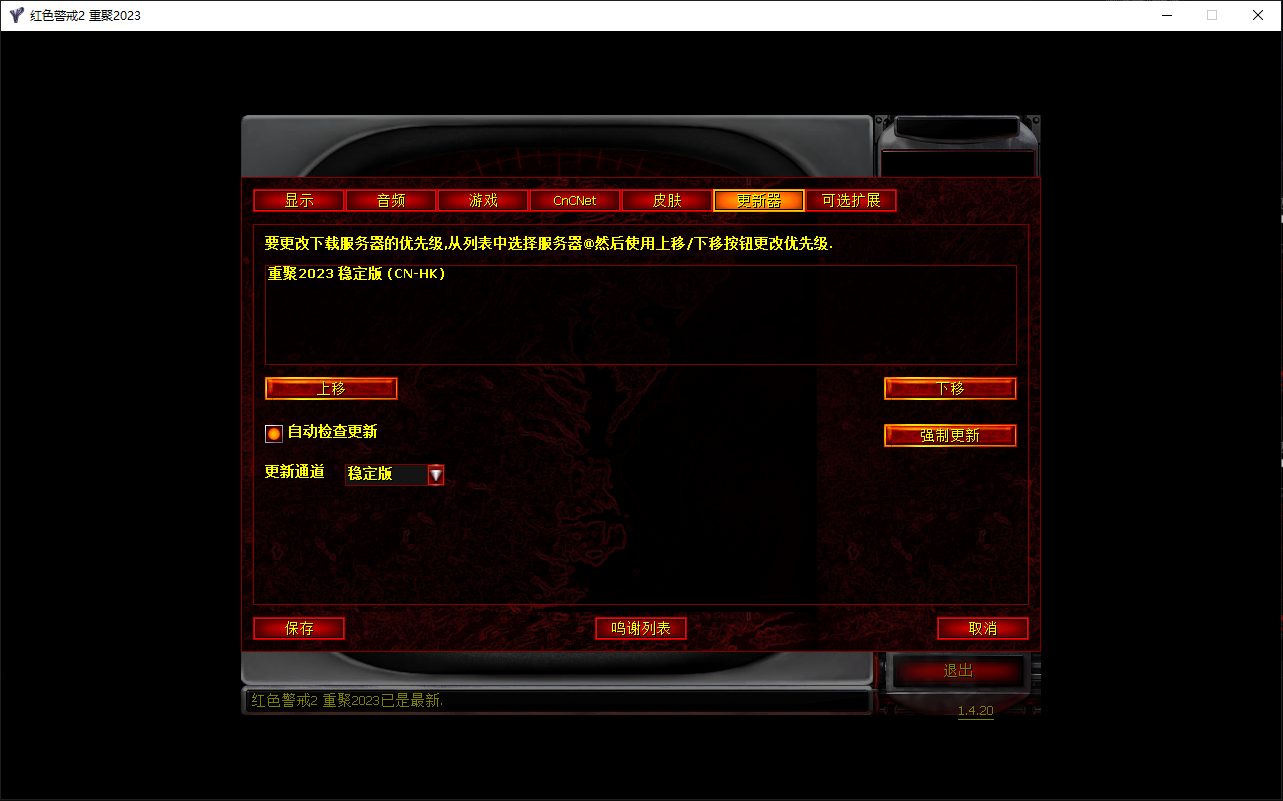 红色警戒2 重聚2023
显示 音频 游戏 CnCNet 皮肤 更新器 可选扩展
要更改下载服务器的优先级,从列表中选择服务器@然后使用上移/下移按钮更改优先级.
重聚2023 稳定版 (CN-HK)
上移 下移
自动检查更新 强制更新
更新通道 稳定版
保存 鸣谢列表 取消
退出
红色警戒2 重聚2023已是最新.
1.4.20